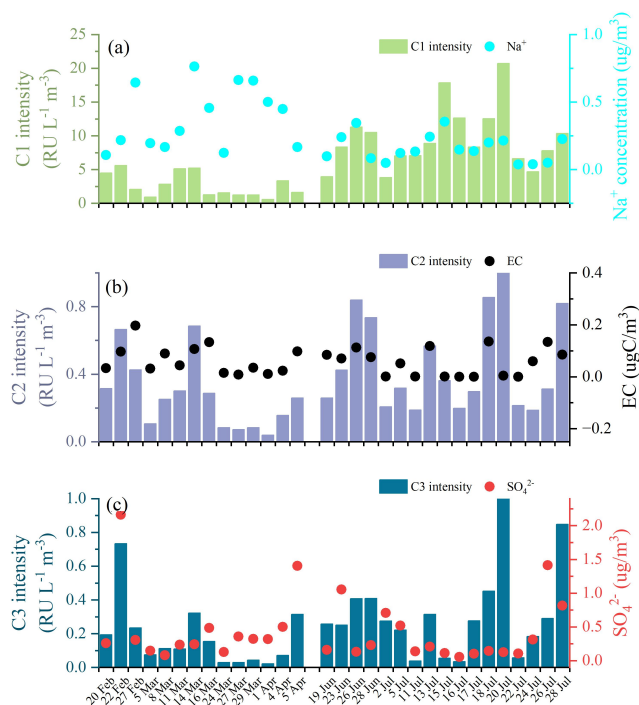 (a)
C1 intensity
Na⁺
C1 intensity
(RU L⁻¹ m⁻³)
25
20
15
10
5
0
1.0
0.5
0.0
Na⁺ concentration (ug/m³)
(b)
C2 intensity
EC
C2 intensity
(RU L⁻¹ m⁻³)
0.8
0.4
0.0
0.4
0.2
0.0
−0.2
EC (ugC/m³)
(c)
C3 intensity
SO₄²⁻
C3 intensity
(RU L⁻¹ m⁻³)
1.0
0.8
0.6
0.4
0.2
0.0
2.0
1.5
1.0
0.5
0.0
SO₄²⁻ (ug/m³)
20 Feb
22 Feb
27 Feb
5 Mar
8 Mar
11 Mar
14 Mar
16 Mar
24 Mar
27 Mar
29 Mar
1 Apr
4 Apr
5 Apr
19 Jun
23 Jun
26 Jun
28 Jun
2 Jul
5 Jul
11 Jul
13 Jul
15 Jul
16 Jul
17 Jul
18 Jul
20 Jul
22 Jul
24 Jul
26 Jul
28 Jul